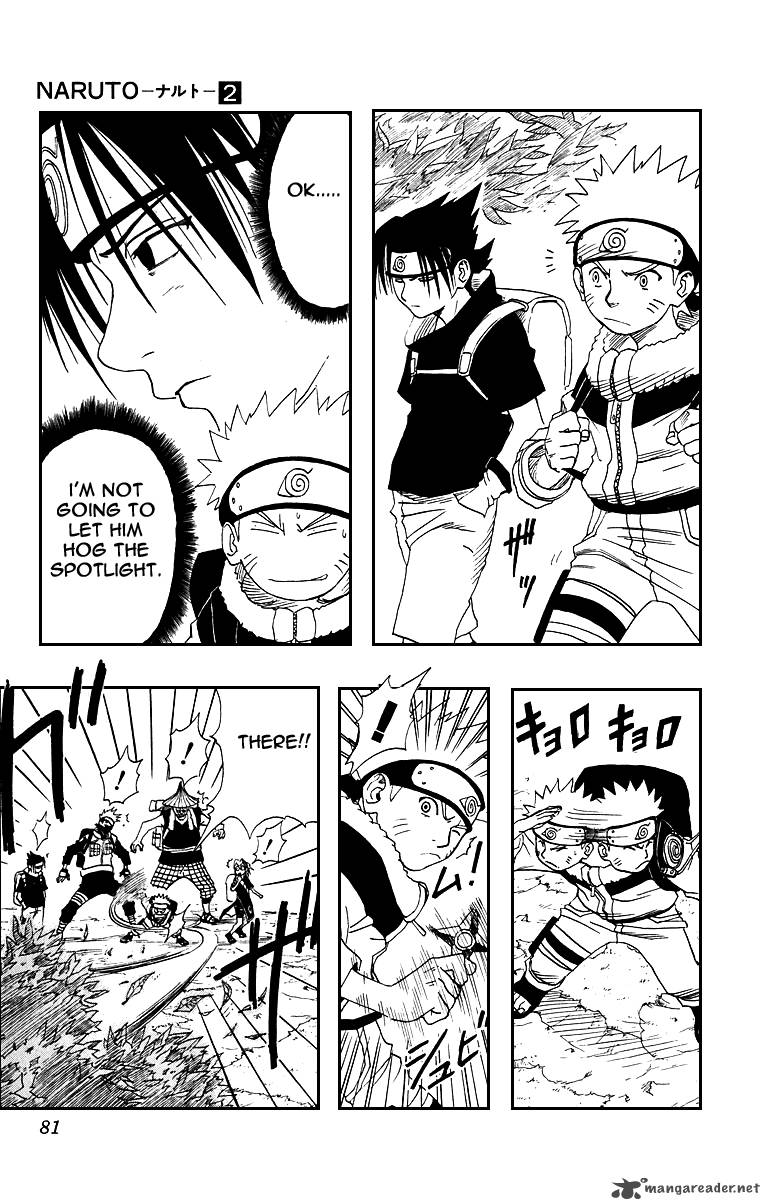 NARUTO —ナルト— 2
ザッ
ザッ
OK.....
I'M NOT
GOING TO
LET HIM
HOG THE
SPOTLIGHT.
キョロ キョロ
!
ム!
シュビ
THERE!!
!
!
!
!
81
mangareader.net